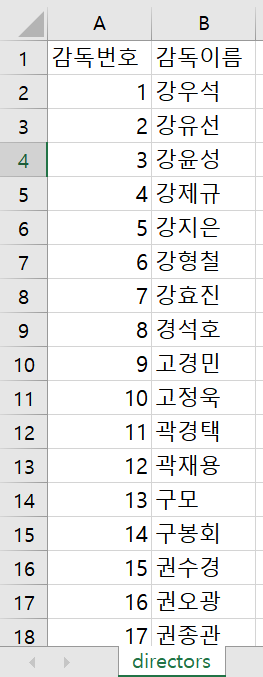 A B
1 감독번호 감독이름
2 1 강우석
3 2 강유선
4 3 강윤성
5 4 강제규
6 5 강지은
7 6 강형철
8 7 강효진
9 8 경석호
10 9 고경민
11 10 고정욱
12 11 곽경택
13 12 곽재용
14 13 구모
15 14 구봉회
16 15 권수경
17 16 권오광
18 17 권종관
directors